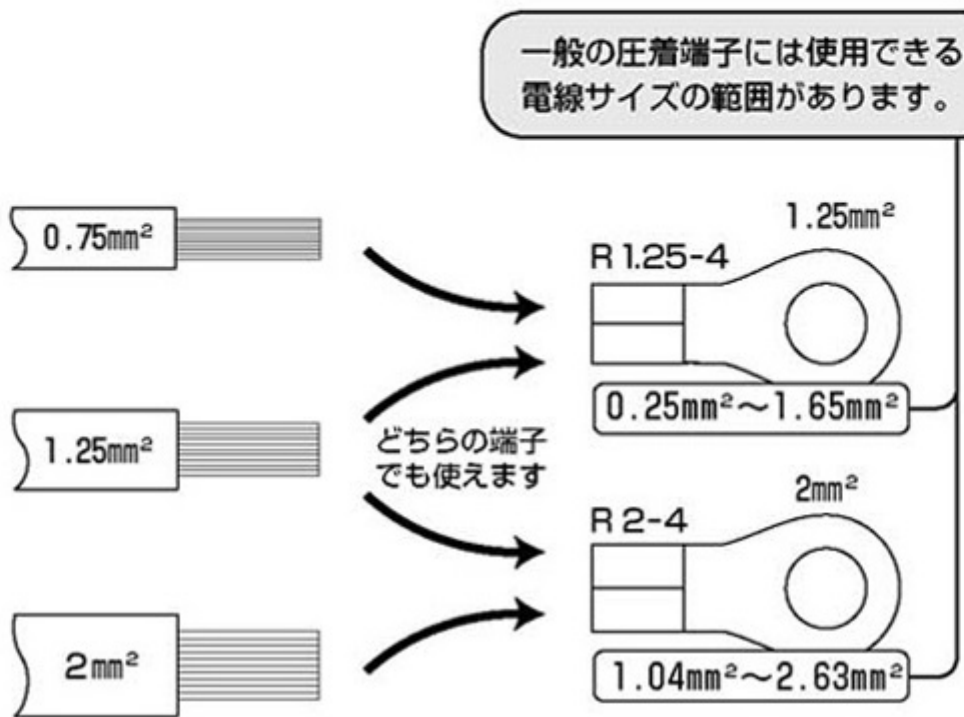 一般の圧着端子には使用できる
電線サイズの範囲があります。
0.75mm²
1.25mm²
R 1.25-4
0.25mm²～1.65mm²
1.25mm²
どちらの端子
でも使えます
2mm²
R 2-4
2mm²
1.04mm²～2.63mm²